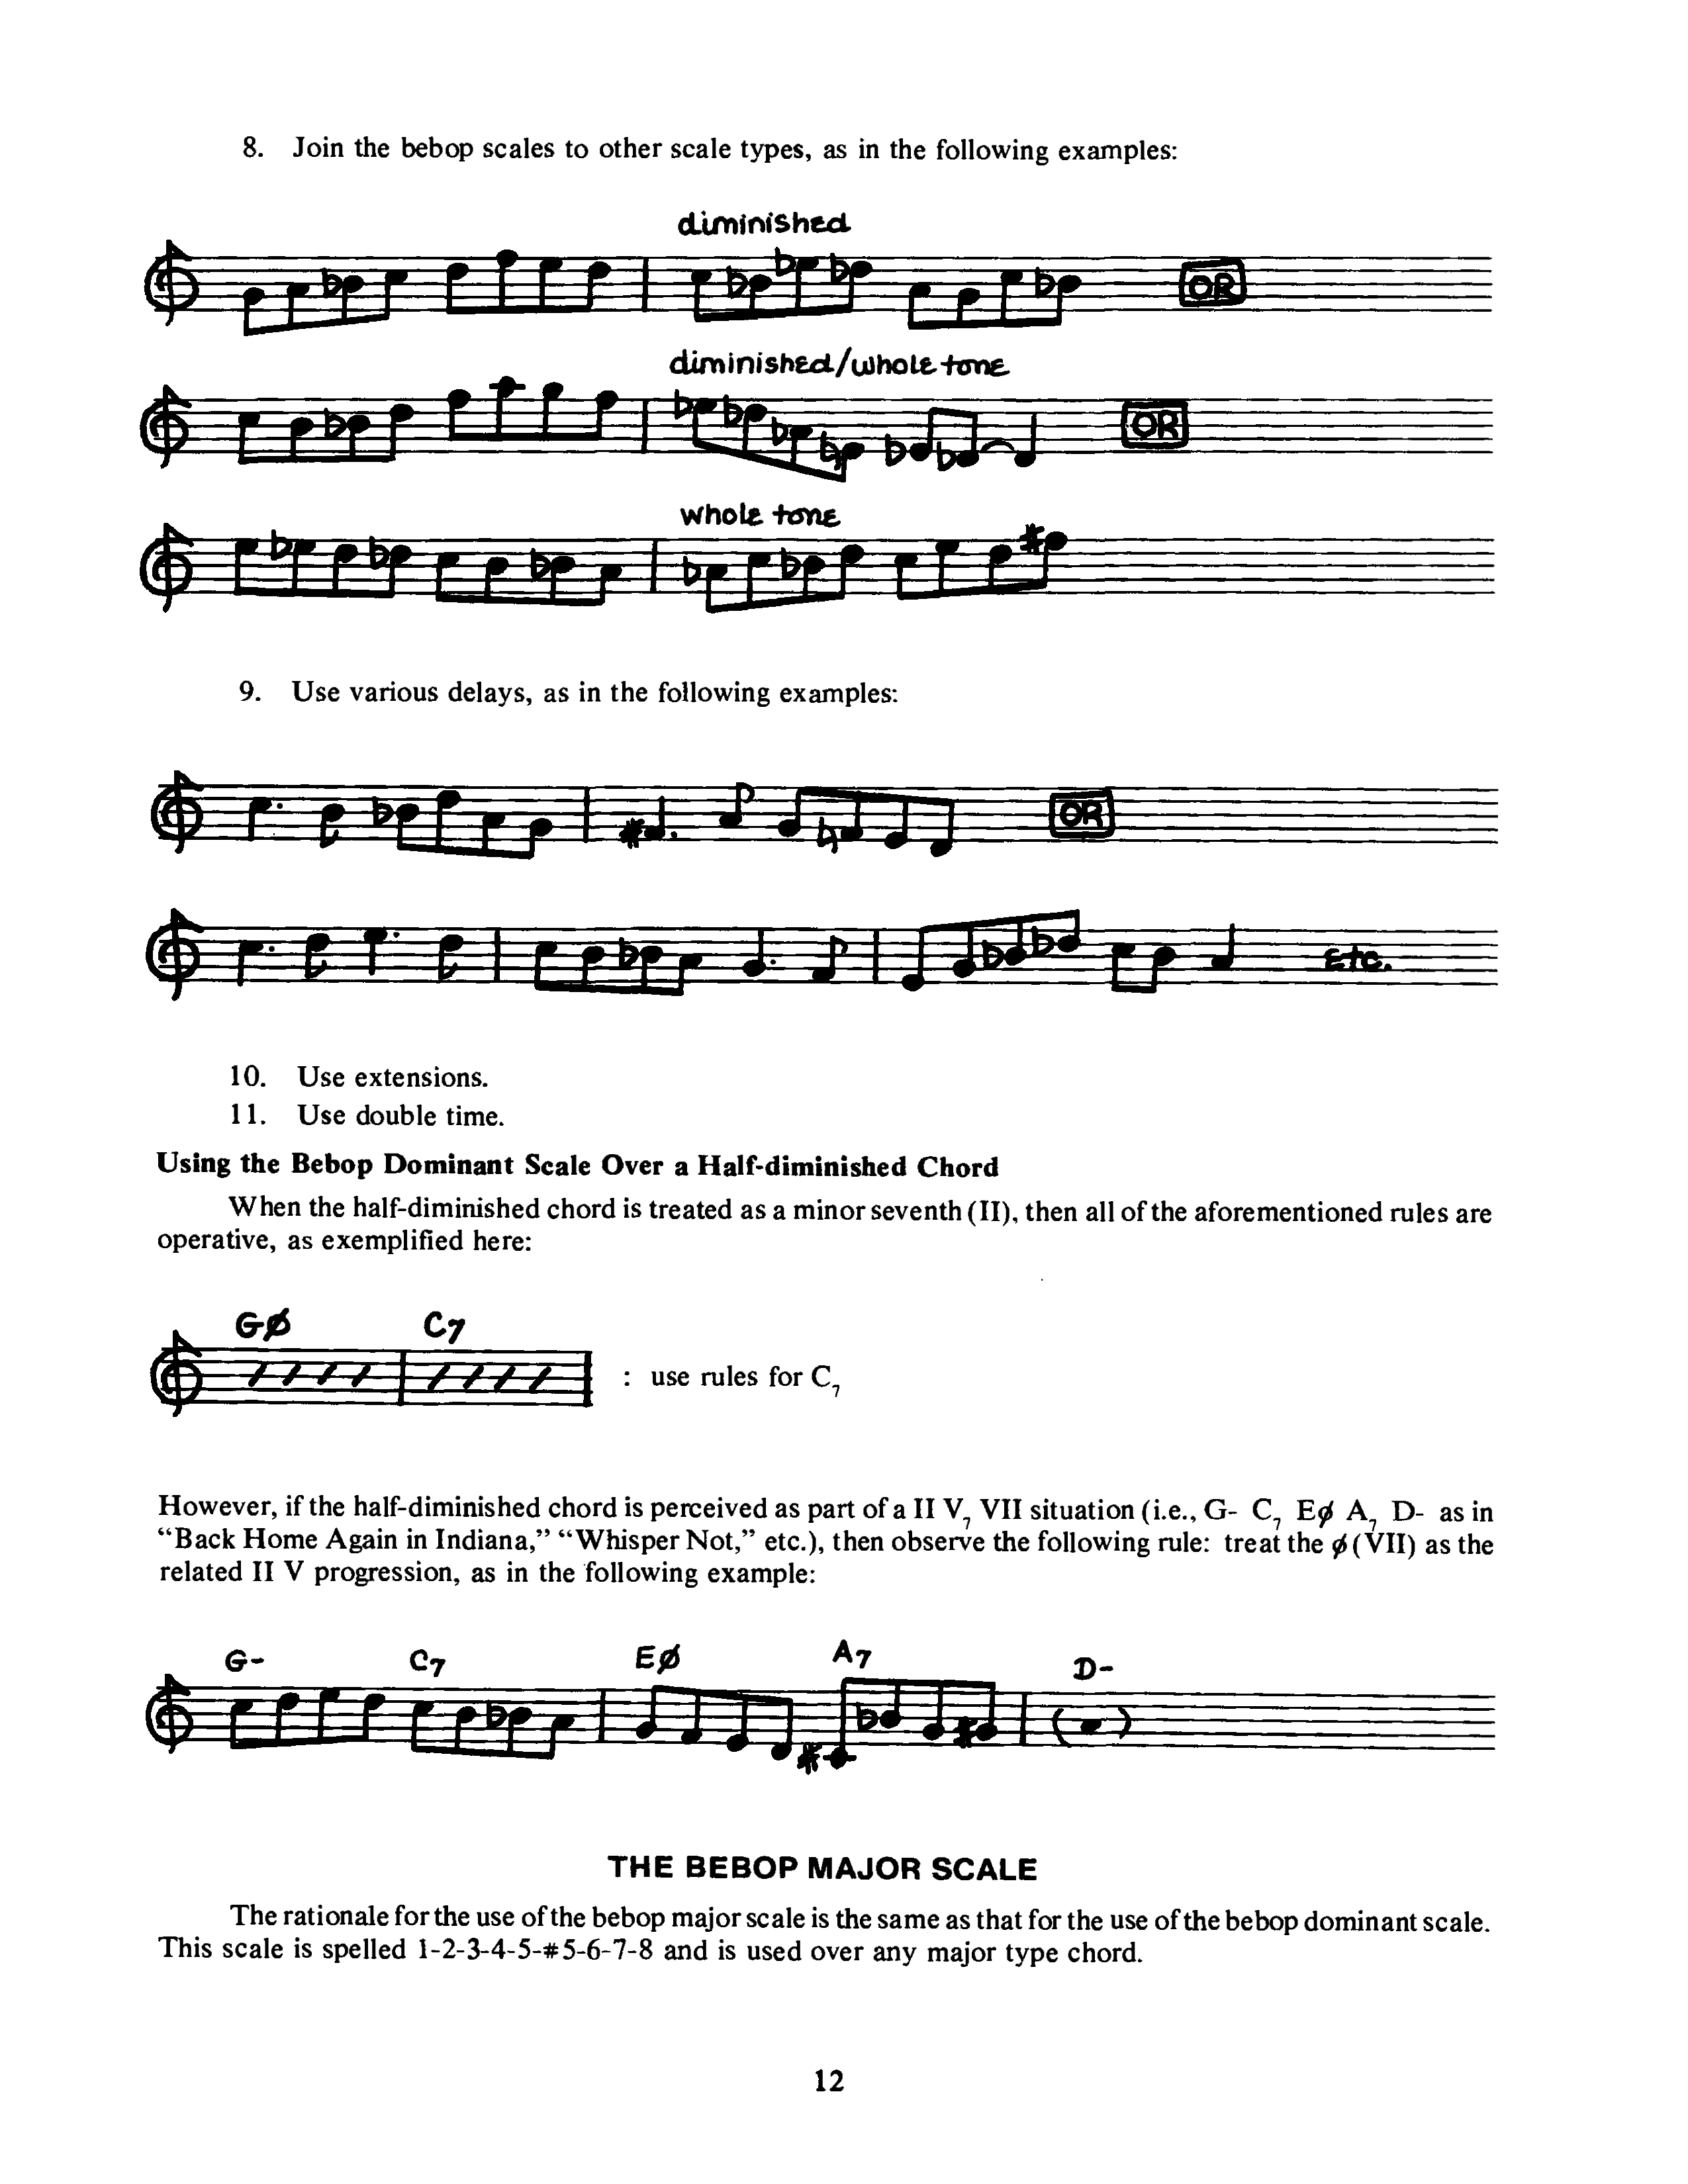 8. Join the bebop scales to other scale types, as in the following examples:
diminished
OR
diminished/whole tone
OR
whole tone
9. Use various delays, as in the following examples:
OR
etc.
10. Use extensions.
11. Use double time.
Using the Bebop Dominant Scale Over a Half-diminished Chord
When the half-diminished chord is treated as a minor seventh (II), then all of the aforementioned rules are
operative, as exemplified here:
GØ C7
: use rules for C₇
However, if the half-diminished chord is perceived as part of a II V₇ VII situation (i.e., G- C₇ Eø A₇ D- as in
“Back Home Again in Indiana,” “Whisper Not,” etc.), then observe the following rule: treat the ø (VII) as the
related II V progression, as in the following example:
G- C7 EØ A7 D-
( )
THE BEBOP MAJOR SCALE
The rationale for the use of the bebop major scale is the same as that for the use of the bebop dominant scale.
This scale is spelled 1-2-3-4-5-#5-6-7-8 and is used over any major type chord.
12